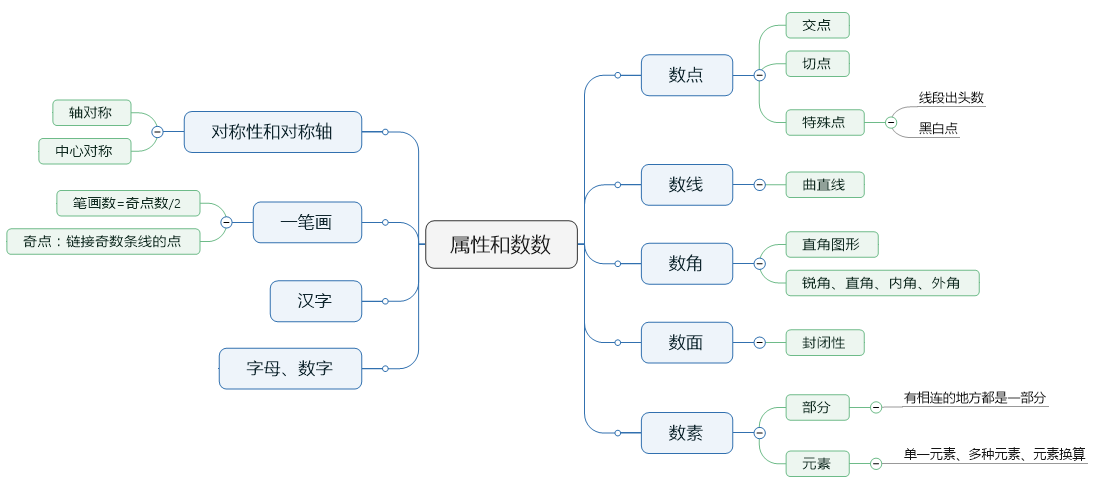 属性和数数
数点
交点
切点
特殊点
线段出头数
黑白点
数线
曲直线
数角
直角图形
锐角、直角、内角、外角
数面
封闭性
数素
部分
有相连的地方都是一部分
元素
单一元素、多种元素、元素换算
对称性和对称轴
轴对称
中心对称
一笔画
笔画数=奇点数/2
奇点：链接奇数条线的点
汉字
字母、数字